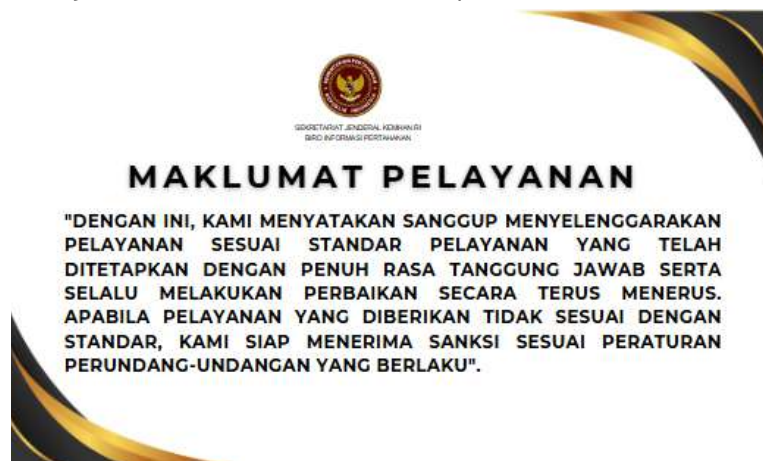 SEKRETARIAT JENDERAL KEMHAN RI
BIRO INFORMASI PERTAHANAN
MAKLUMAT PELAYANAN
"DENGAN INI, KAMI MENYATAKAN SANGGUP MENYELENGGARAKAN
PELAYANAN SESUAI STANDAR PELAYANAN YANG TELAH
DITETAPKAN DENGAN PENUH RASA TANGGUNG JAWAB SERTA
SELALU MELAKUKAN PERBAIKAN SECARA TERUS MENERUS.
APABILA PELAYANAN YANG DIBERIKAN TIDAK SESUAI DENGAN
STANDAR, KAMI SIAP MENERIMA SANKSI SESUAI PERATURAN
PERUNDANG-UNDANGAN YANG BERLAKU".